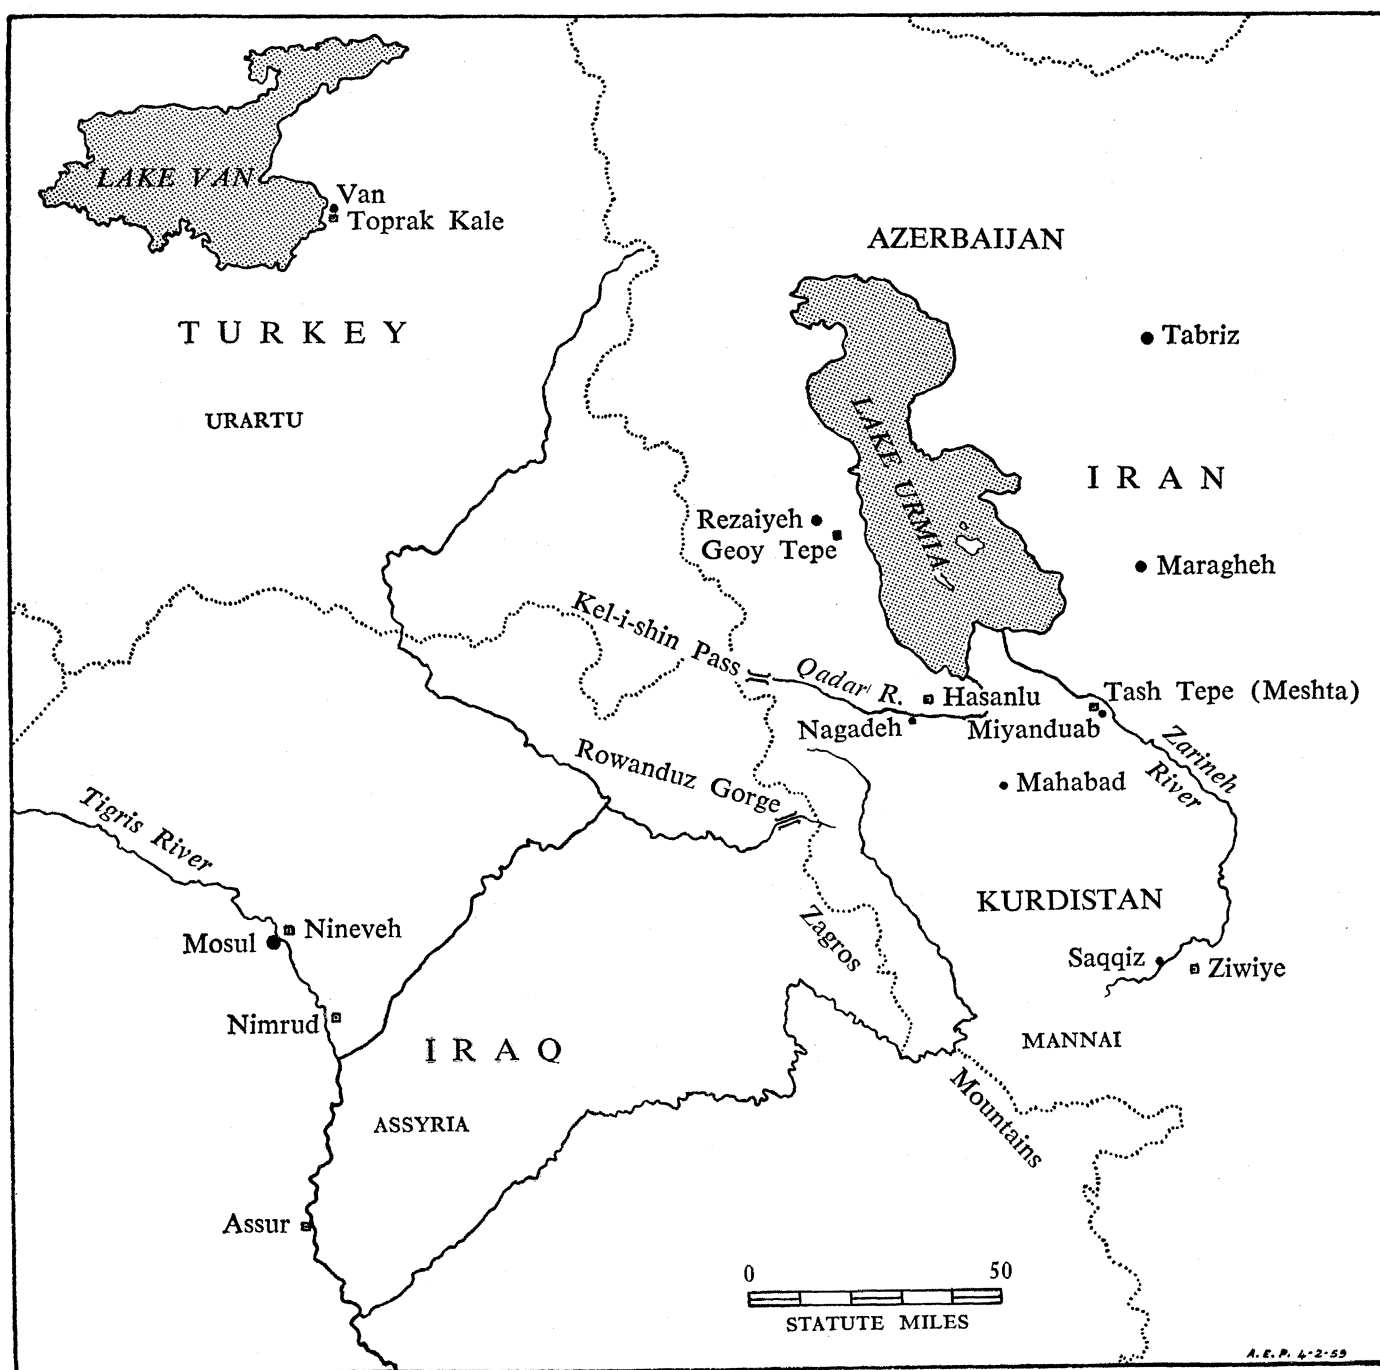 LAKE VAN
Van
Toprak Kale
AZERBAIJAN
TURKEY
Tabriz
URARTU
LAKE URMIA
IRAN
Rezaiyeh
Geoy Tepe
Maragheh
Kel-i-shin Pass
Qadar R.
Hasanlu
Tash Tepe (Meshta)
Nagadeh
Miyanduab
Zarineh
River
Rowanduz Gorge
Mahabad
Tigris River
KURDISTAN
Zagros
Nineveh
Mosul
Saqqiz
Ziwiye
Nimrud
IRAQ
MANNAI
Mountains
ASSYRIA
Assur
0 50
STATUTE MILES
A.E.P. 4-2-59